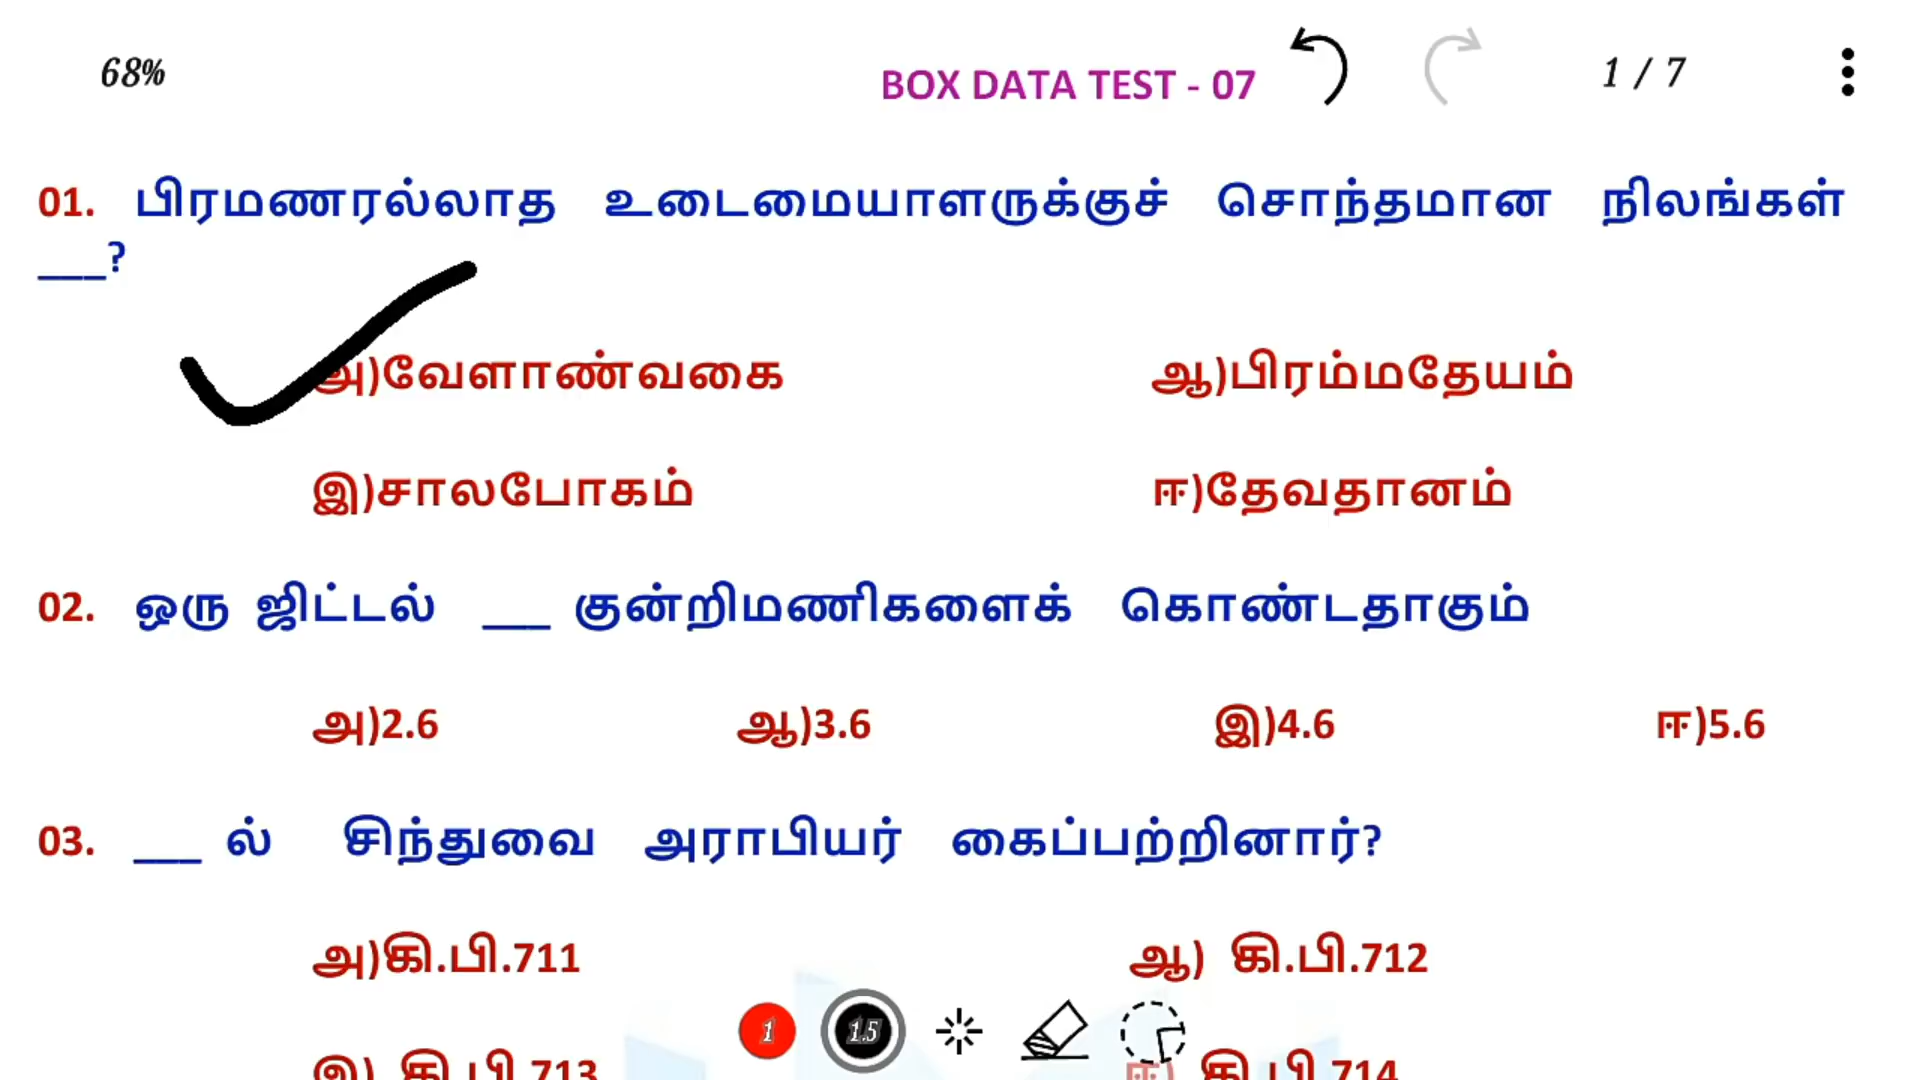 68%
BOX DATA TEST - 07
1 / 7
01. பிரமணரல்லாத உடைமையாளருக்குச் சொந்தமான நிலங்கள்
___?
அ)வேளாண்வகை ஆ)பிரம்மதேயம்
இ)சாலபோகம் ஈ)தேவதானம்
02. ஒரு ஜிட்டல் ___ குன்றிமணிகளைக் கொண்டதாகும்
அ)2.6 ஆ)3.6 இ)4.6 ஈ)5.6
03. ___ ல் சிந்துவை அராபியர் கைப்பற்றினார்?
அ)கி.பி.711 ஆ) கி.பி.712
1 1.5
இ) கி.பி.713 ஈ) கி.பி.714